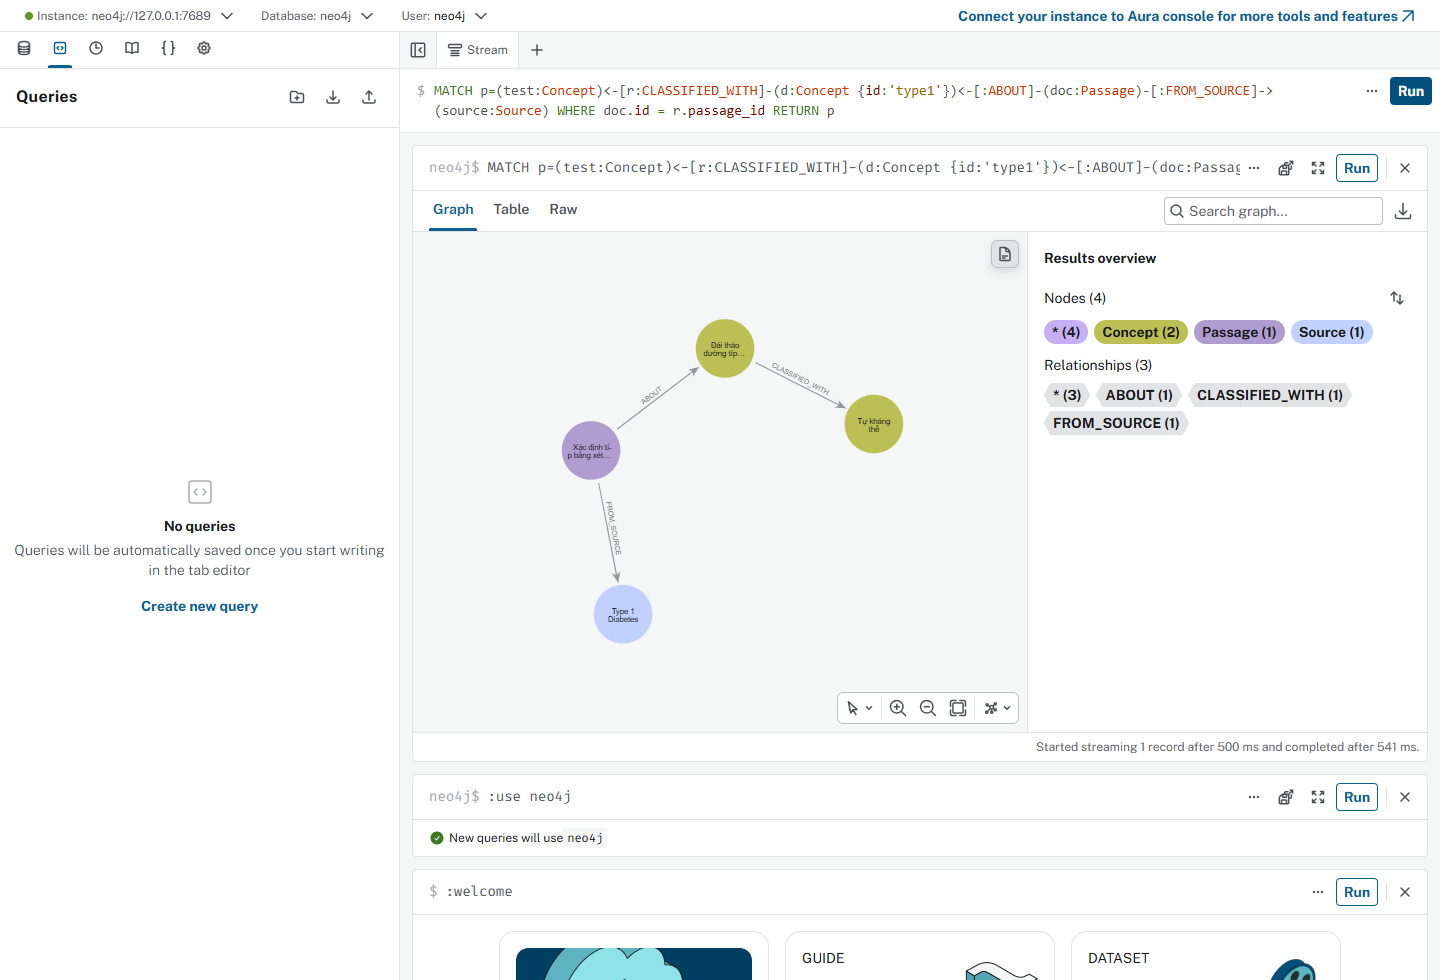 Instance: neo4j://127.0.0.1:7689
Database: neo4j
User: neo4j
Connect your instance to Aura console for more tools and features
Stream
Queries
$ MATCH p=(test:Concept)<-[r:CLASSIFIED_WITH]-(d:Concept {id:'type1'})<-[:ABOUT]-(doc:Passage)-[:FROM_SOURCE]->
(source:Source) WHERE doc.id = r.passage_id RETURN p
Run
neo4j$ MATCH p=(test:Concept)<-[r:CLASSIFIED_WITH]-(d:Concept {id:'type1'})<-[:ABOUT]-(doc:Passag
Run
Graph
Table
Raw
Search graph...
Đái tháo
đường típ...
CLASSIFIED_WITH
ABOUT
Tự kháng
thể
Xác định tí-
p bằng xét...
FROM_SOURCE
Type 1
Diabetes
Results overview
Nodes (4)
* (4)
Concept (2)
Passage (1)
Source (1)
Relationships (3)
* (3)
ABOUT (1)
CLASSIFIED_WITH (1)
FROM_SOURCE (1)
Started streaming 1 record after 500 ms and completed after 541 ms.
No queries
Queries will be automatically saved once you start writing
in the tab editor
Create new query
neo4j$ :use neo4j
Run
New queries will use neo4j
$ :welcome
Run
GUIDE
DATASET